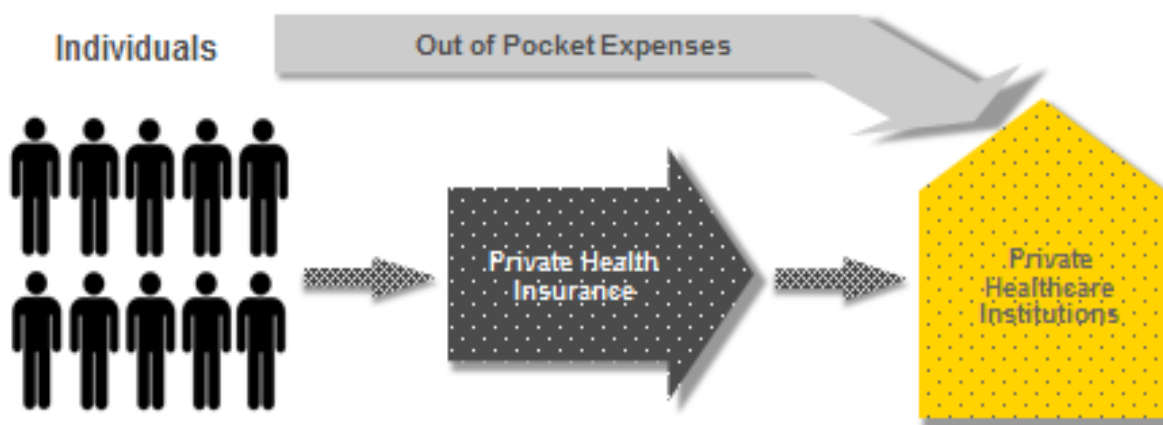 Individuals
Out of Pocket Expenses
Private Health
Insurance
Private
Healthcare
Institutions